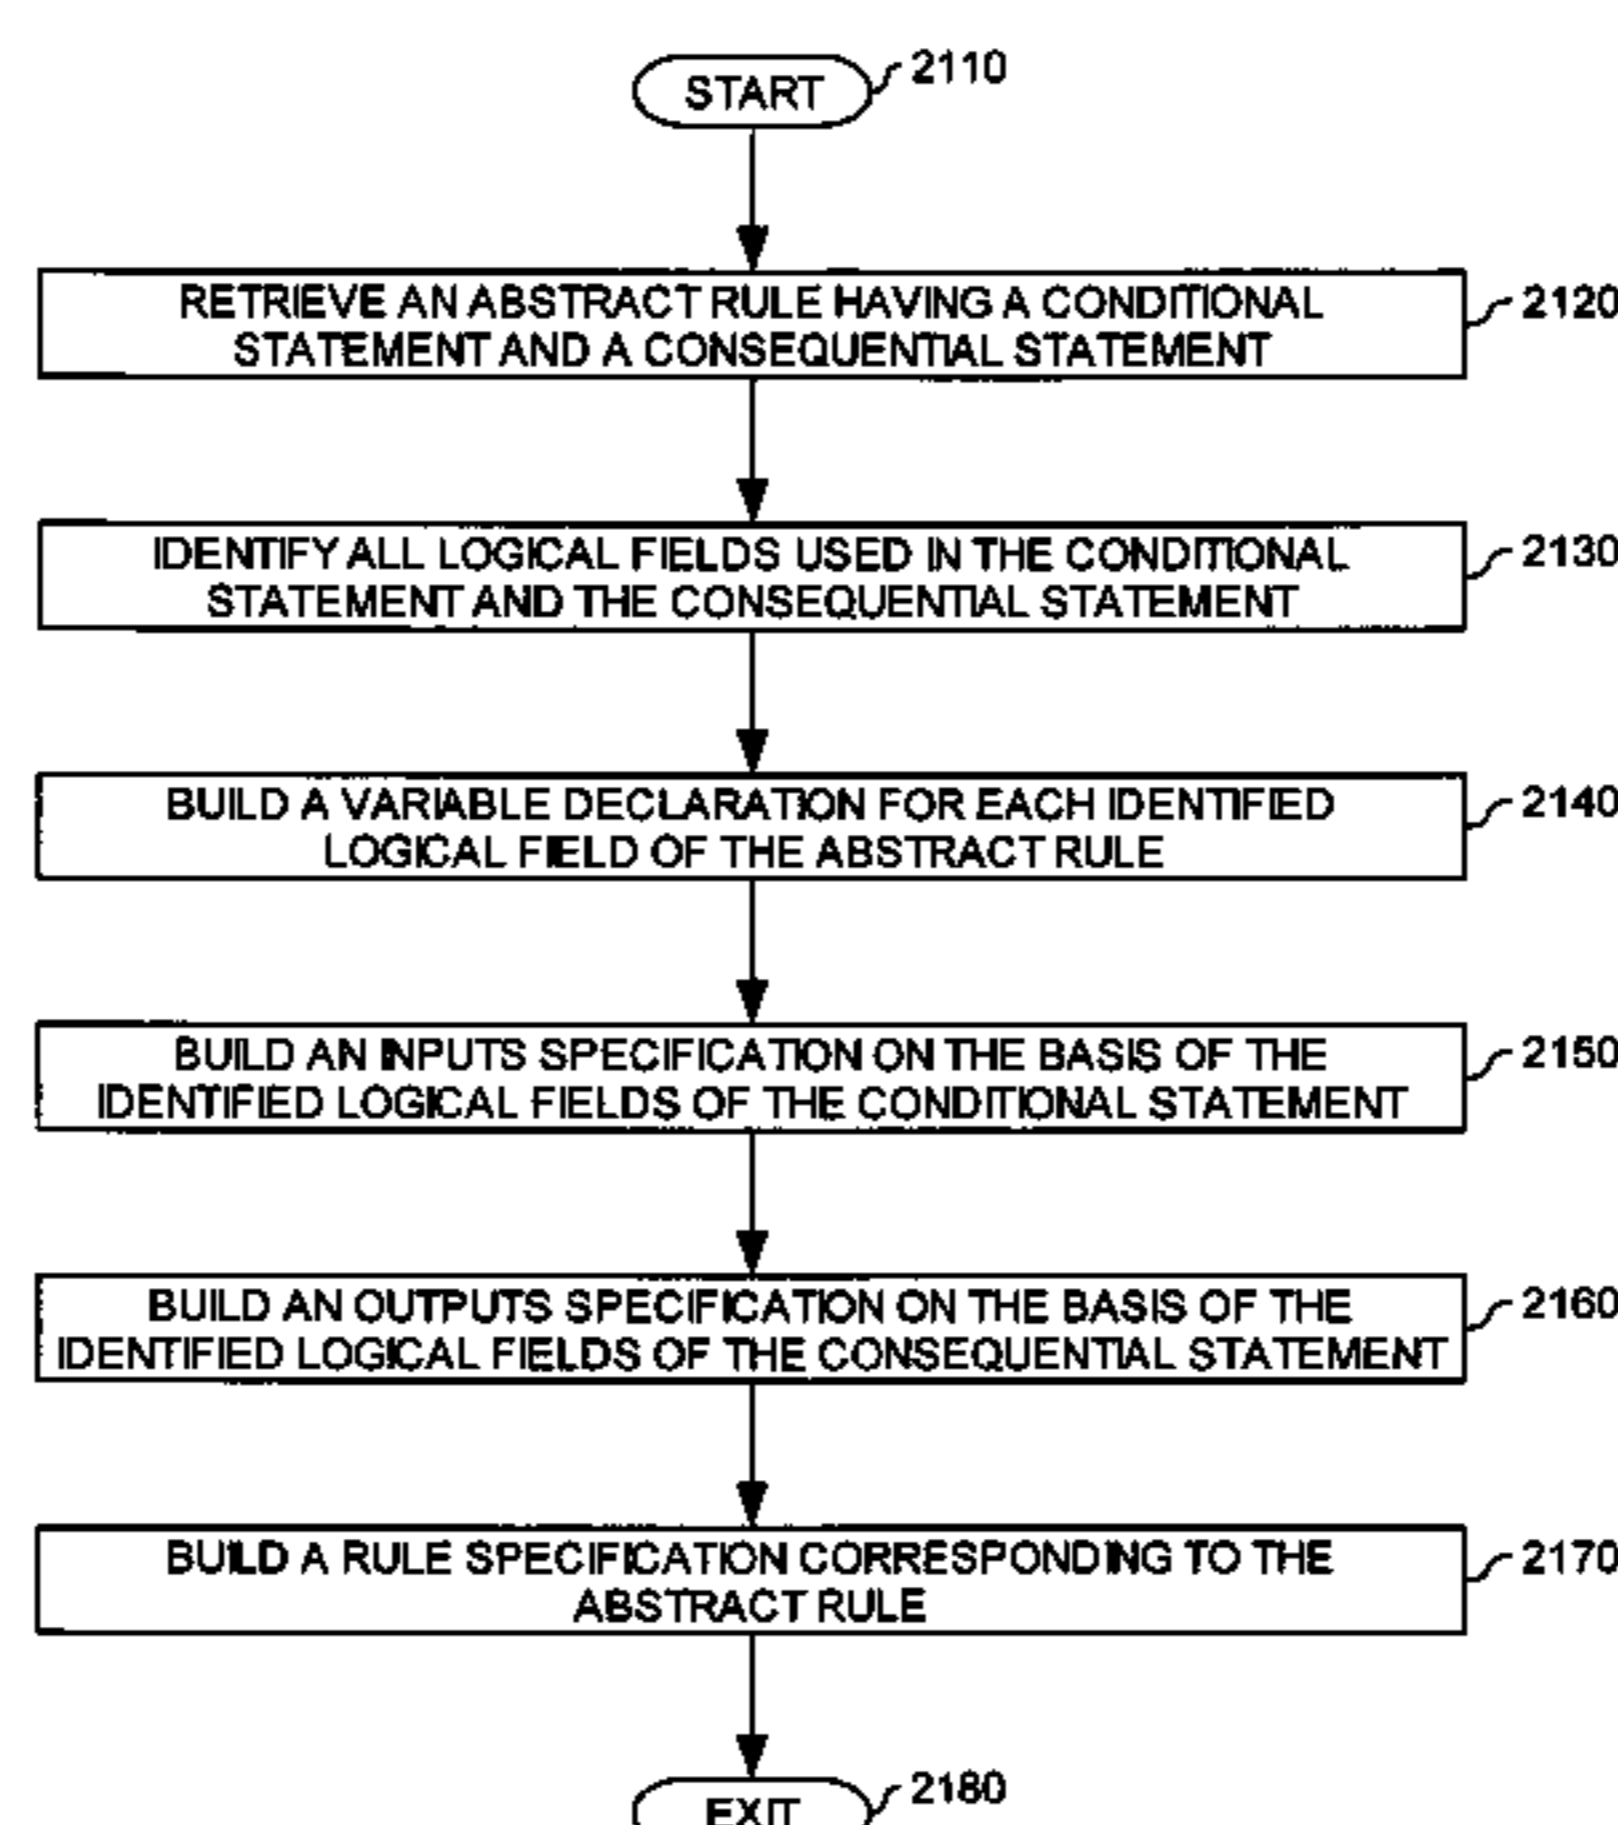 START
2110
RETRIEVE AN ABSTRACT RULE HAVING A CONDITIONAL
STATEMENT AND A CONSEQUENTIAL STATEMENT
2120
IDENTIFY ALL LOGICAL FIELDS USED IN THE CONDITIONAL
STATEMENT AND THE CONSEQUENTIAL STATEMENT
2130
BUILD A VARIABLE DECLARATION FOR EACH IDENTIFIED
LOGICAL FIELD OF THE ABSTRACT RULE
2140
BUILD AN INPUTS SPECIFICATION ON THE BASIS OF THE
IDENTIFIED LOGICAL FIELDS OF THE CONDITIONAL STATEMENT
2150
BUILD AN OUTPUTS SPECIFICATION ON THE BASIS OF THE
IDENTIFIED LOGICAL FIELDS OF THE CONSEQUENTIAL STATEMENT
2160
BUILD A RULE SPECIFICATION CORRESPONDING TO THE
ABSTRACT RULE
2170
EXIT
2180